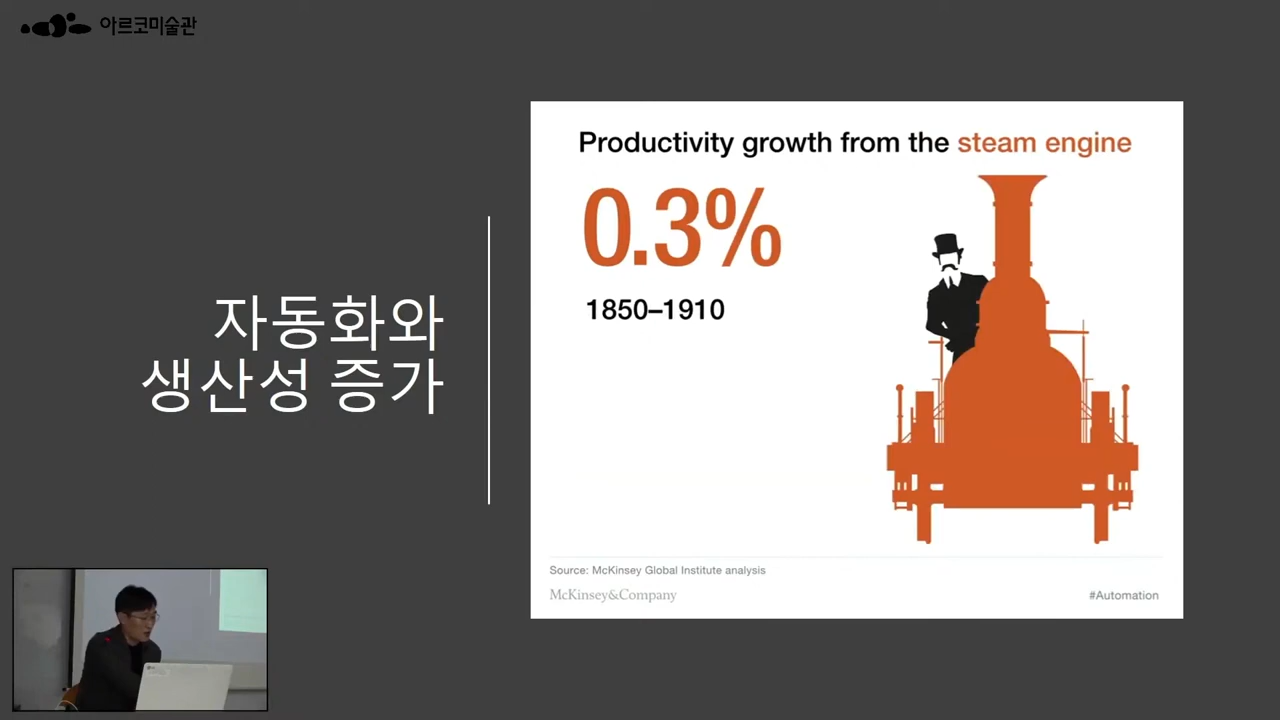 아르코미술관
자동화와
생산성 증가
Productivity growth from the steam engine
0.3%
1850–1910
Source: McKinsey Global Institute analysis
McKinsey&Company
#Automation